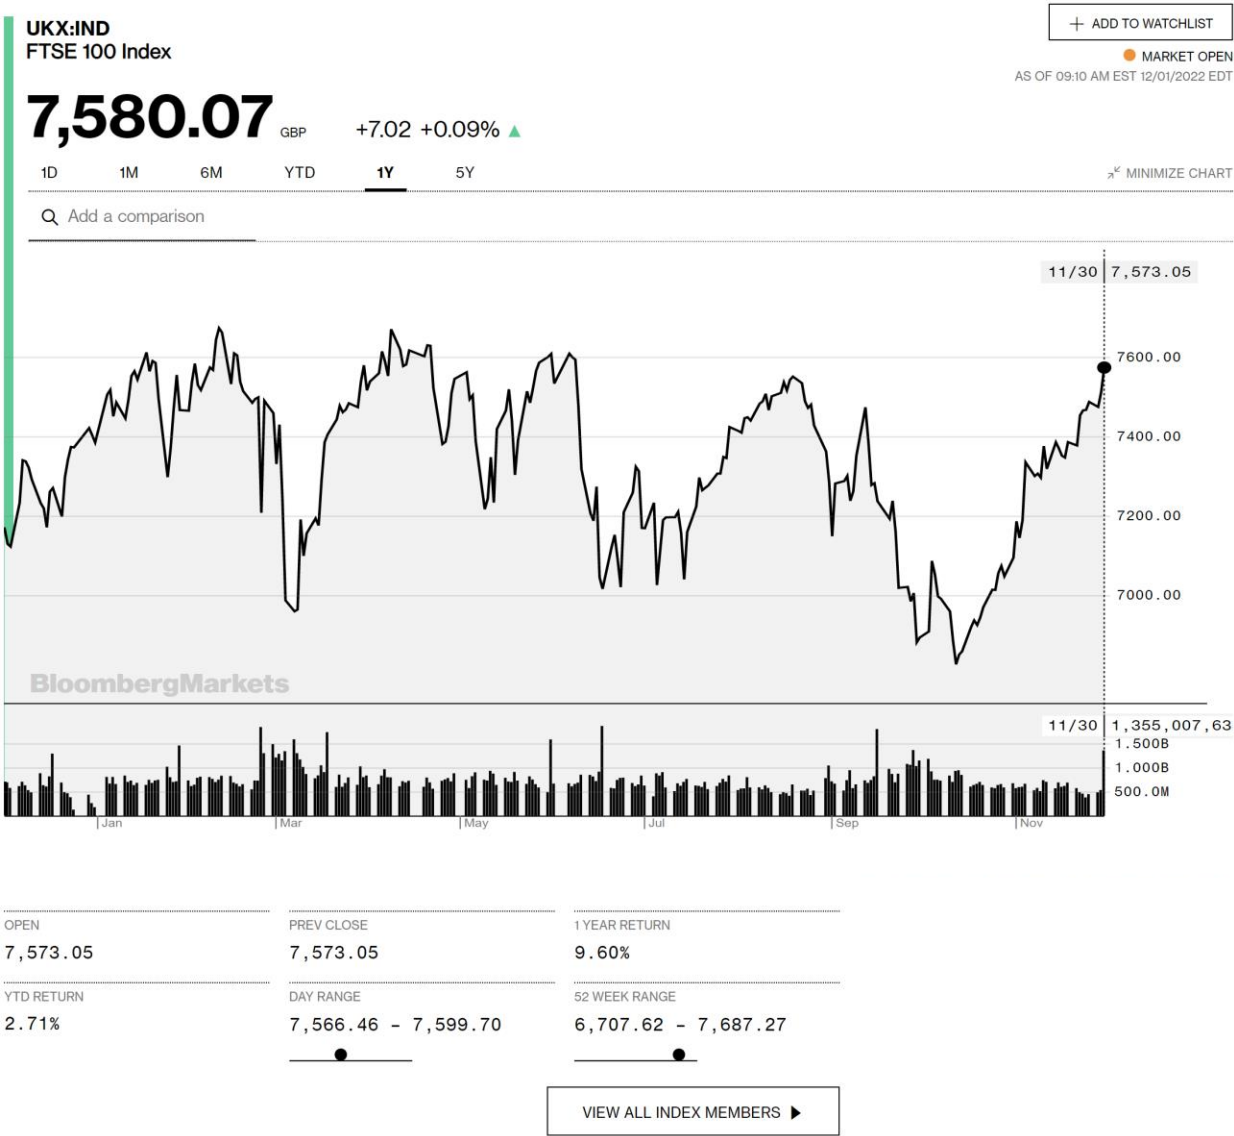 UKX:IND
FTSE 100 Index
+ ADD TO WATCHLIST
MARKET OPEN
AS OF 09:10 AM EST 12/01/2022 EDT
7,580.07 GBP +7.02 +0.09%
1D 1M 6M YTD 1Y 5Y
MINIMIZE CHART
Add a comparison
11/30 7,573.05
7600.00
7400.00
7200.00
7000.00
BloombergMarkets
11/30 1,355,007,63
1.500B
1.000B
500.0M
Jan Mar May Jul Sep Nov
OPEN PREV CLOSE 1 YEAR RETURN
7,573.05 7,573.05 9.60%
YTD RETURN DAY RANGE 52 WEEK RANGE
2.71% 7,566.46 – 7,599.70 6,707.62 – 7,687.27
VIEW ALL INDEX MEMBERS